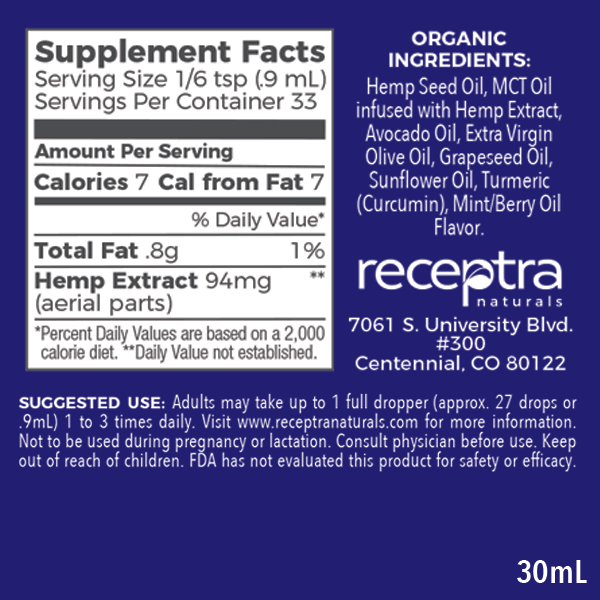 Supplement Facts
Serving Size 1/6 tsp (.9 mL)
Servings Per Container 33
Amount Per Serving
Calories 7 Cal from Fat 7
% Daily Value*
Total Fat .8g 1%
Hemp Extract 94mg **
(aerial parts)
*Percent Daily Values are based on a 2,000
calorie diet. **Daily Value not established.
ORGANIC
INGREDIENTS:
Hemp Seed Oil, MCT Oil
infused with Hemp Extract,
Avocado Oil, Extra Virgin
Olive Oil, Grapeseed Oil,
Sunflower Oil, Turmeric
(Curcumin), Mint/Berry Oil
Flavor.
receptra
naturals
7061 S. University Blvd.
#300
Centennial, CO 80122
SUGGESTED USE: Adults may take up to 1 full dropper (approx. 27 drops or
.9mL) 1 to 3 times daily. Visit www.receptranaturals.com for more information.
Not to be used during pregnancy or lactation. Consult physician before use. Keep
out of reach of children. FDA has not evaluated this product for safety or efficacy.
30mL